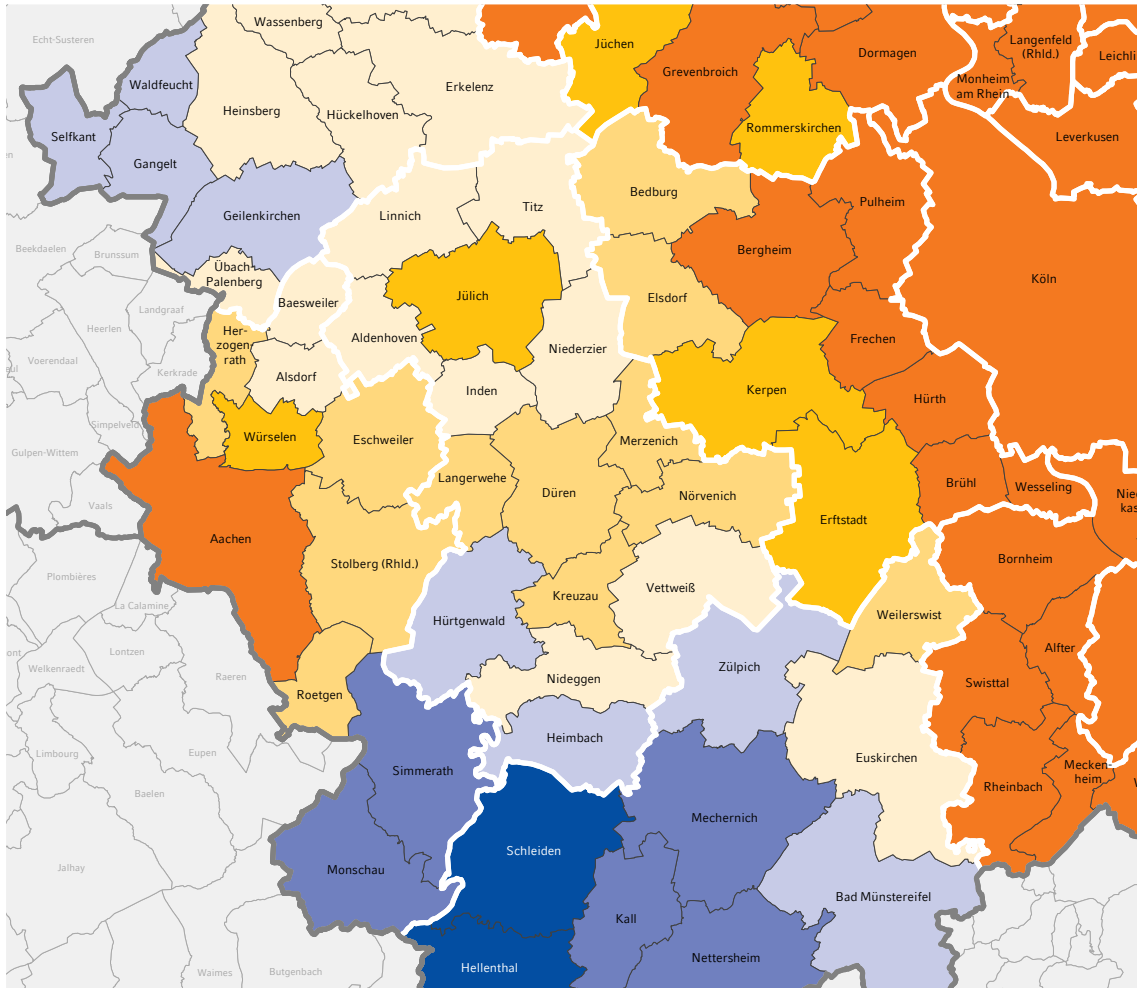 Echt-Susteren
Wassenberg
Jüchen
Dormagen
Langenfeld
(Rhld.)
Leichli
Grevenbroich
Monheim
am Rhein
Waldfeucht
Erkelenz
Heinsberg
Hückelhoven
Rommerskirchen
Leverkusen
Selfkant
Gangelt
Bedburg
Pulheim
Geilenkirchen
Linnich
Titz
Beekdaelen
Brunssum
Bergheim
Köln
Übach-
Palenberg
Baesweiler
Jülich
Elsdorf
Landgraaf
Heerlen
Her-
zogen-
rath
Aldenhoven
Niederzier
Frechen
Voerendaal
eul
Kerkrade
Alsdorf
Inden
Kerpen
Hürth
Simpelveld
Würselen
Eschweiler
Merzenich
Gulpen-Wittem
Langerwehe
Düren
Nörvenich
Brühl
Wesseling
Nied
kas
Vaals
Erftstadt
Aachen
Stolberg (Rhld.)
Bornheim
Plombières
Vettweiß
Kreuzau
La Calamine
Hürtgenwald
Weilerswist
ont
Lontzen
Alfter
Welkenraedt
Zülpich
Raeren
Nideggen
Swisttal
Roetgen
Heimbach
Limbourg
Eupen
Euskirchen
Simmerath
Mecken-
heim
W
Baelen
Rheinbach
Mechernich
Schleiden
Jalhay
Monschau
Bad Münstereifel
Kall
Nettersheim
Hellenthal
Waimes
Butgenbach